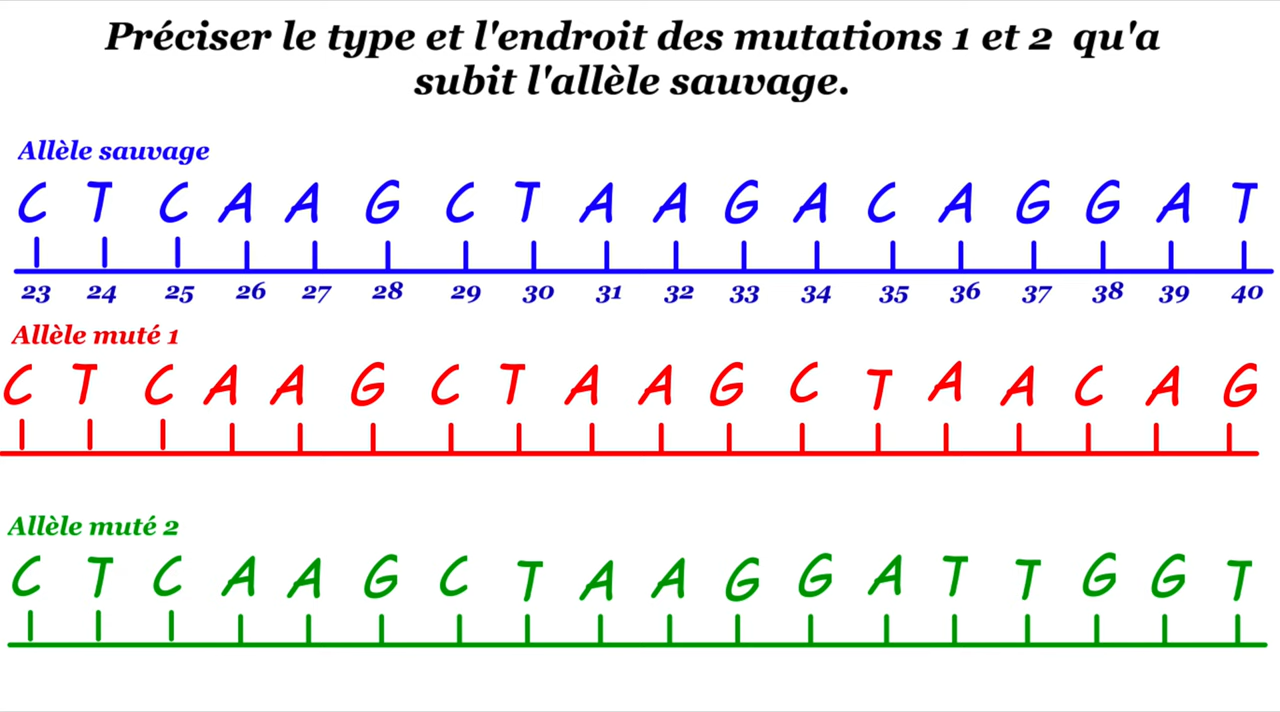 Préciser le type et l'endroit des mutations 1 et 2 qu'a
subit l'allèle sauvage.
Allèle sauvage
C T C A A G C T A A G A C A G G A T
23 24 25 26 27 28 29 30 31 32 33 34 35 36 37 38 39 40
Allèle muté 1
C T C A A G C T A A G C T A A C A G
Allèle muté 2
C T C A A G C T A A G G A T T G G T